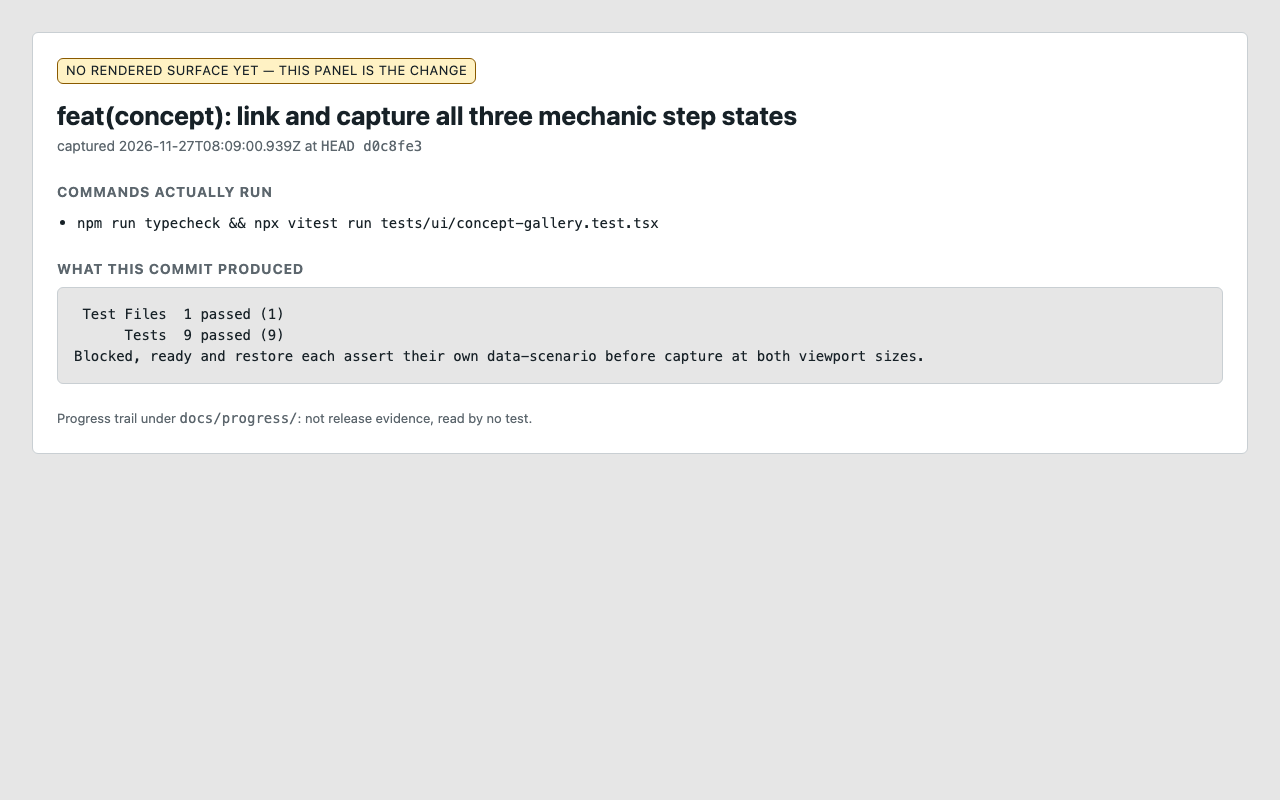 NO RENDERED SURFACE YET — THIS PANEL IS THE CHANGE
feat(concept): link and capture all three mechanic step states
captured 2026-11-27T08:09:00.939Z at HEAD d0c8fe3
COMMANDS ACTUALLY RUN
• npm run typecheck && npx vitest run tests/ui/concept-gallery.test.tsx
WHAT THIS COMMIT PRODUCED
Test Files  1 passed (1)
Tests  9 passed (9)
Blocked, ready and restore each assert their own data-scenario before capture at both viewport sizes.
Progress trail under docs/progress/: not release evidence, read by no test.